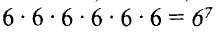 6 · 6 · 6 · 6 · 6 · 6 = 6⁷